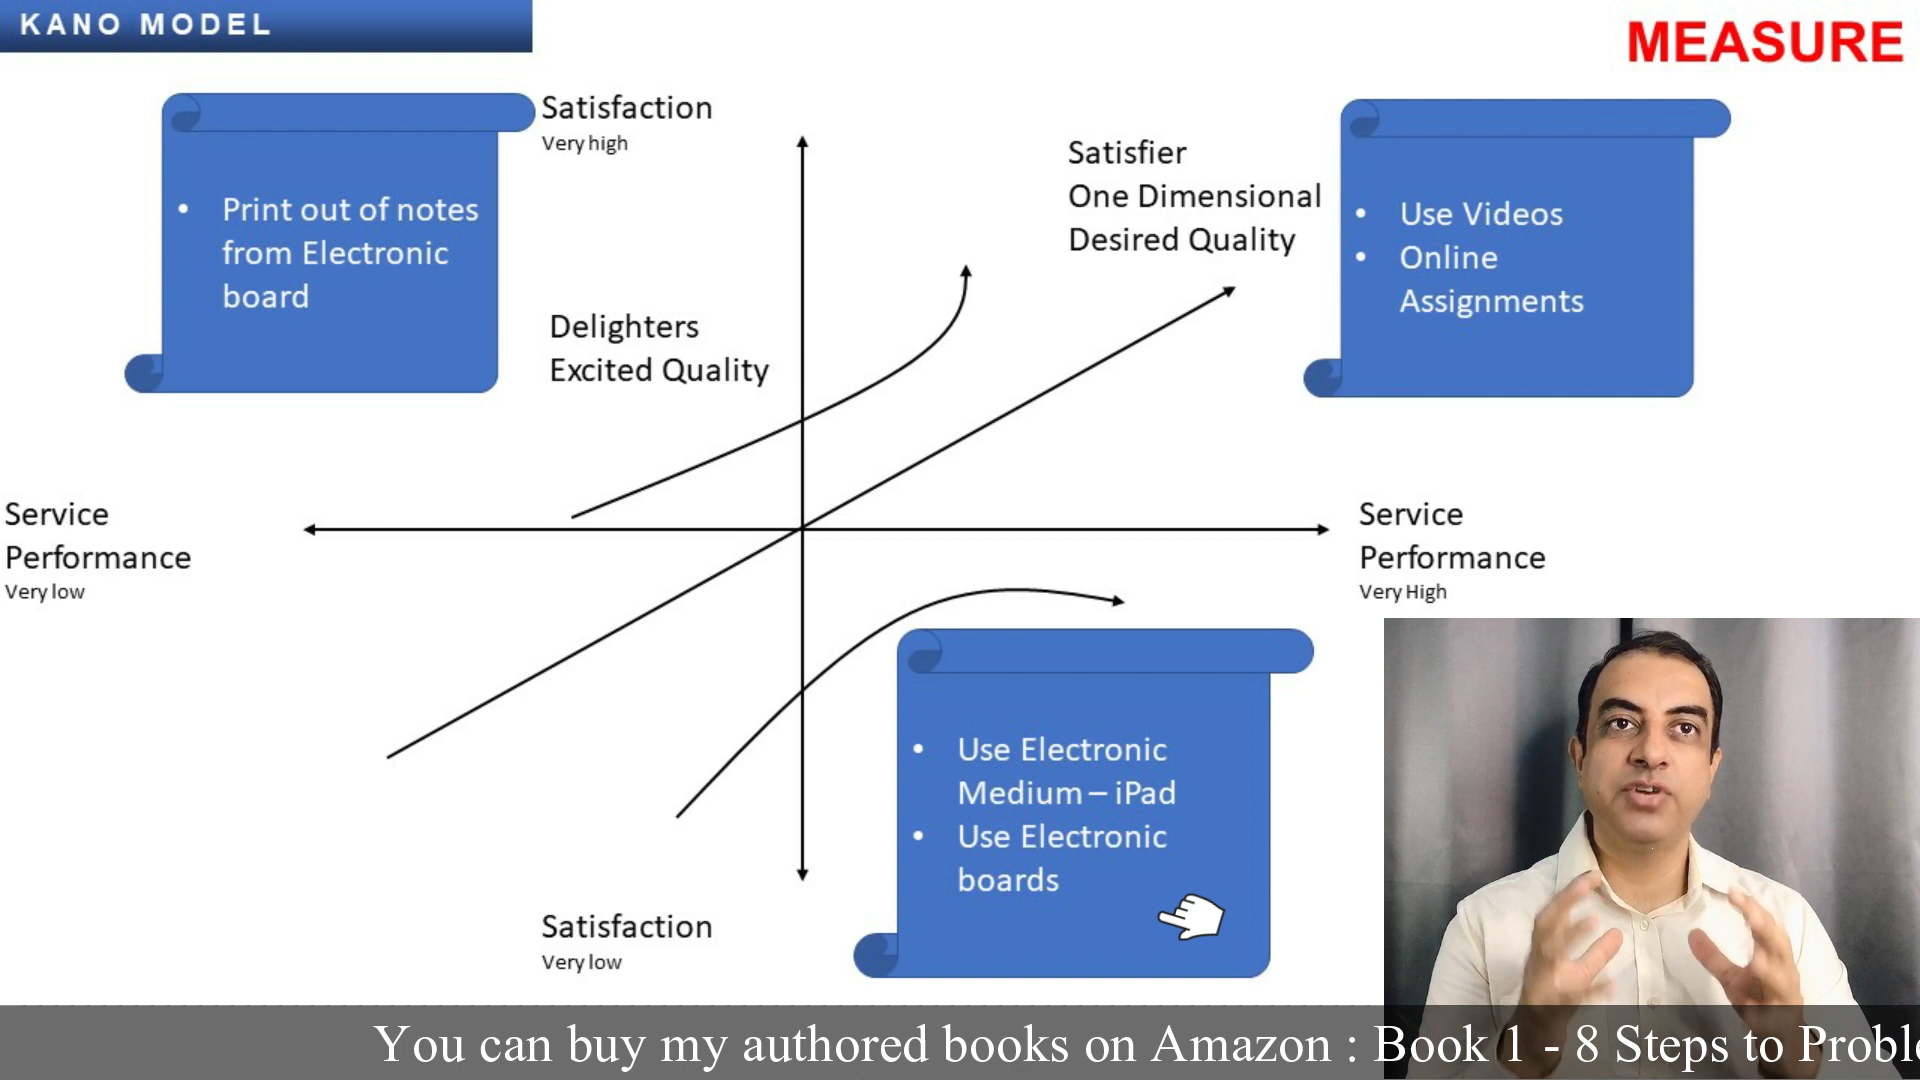 KANO MODEL
MEASURE
Satisfaction
Very high
• Print out of notes
from Electronic
board
Satisfier
One Dimensional
Desired Quality
• Use Videos
• Online
Assignments
Delighters
Excited Quality
Service
Performance
Very low
Service
Performance
Very High
• Use Electronic
Medium – iPad
• Use Electronic
boards
Satisfaction
Very low
You can buy my authored books on Amazon : Book 1 - 8 Steps to